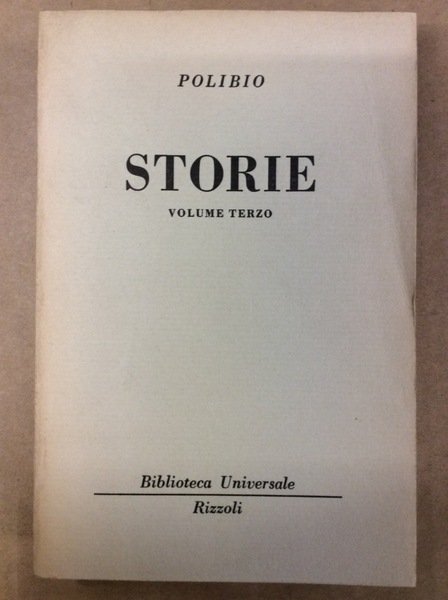 POLIBIO
STORIE
VOLUME TERZO
Biblioteca Universale
Rizzoli